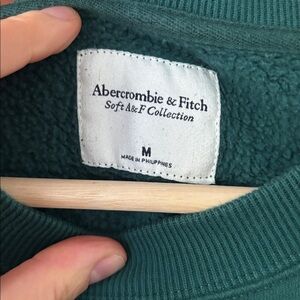 Abercrombie & Fitch
Soft A&F Collection
M
MADE IN PHILIPPINES